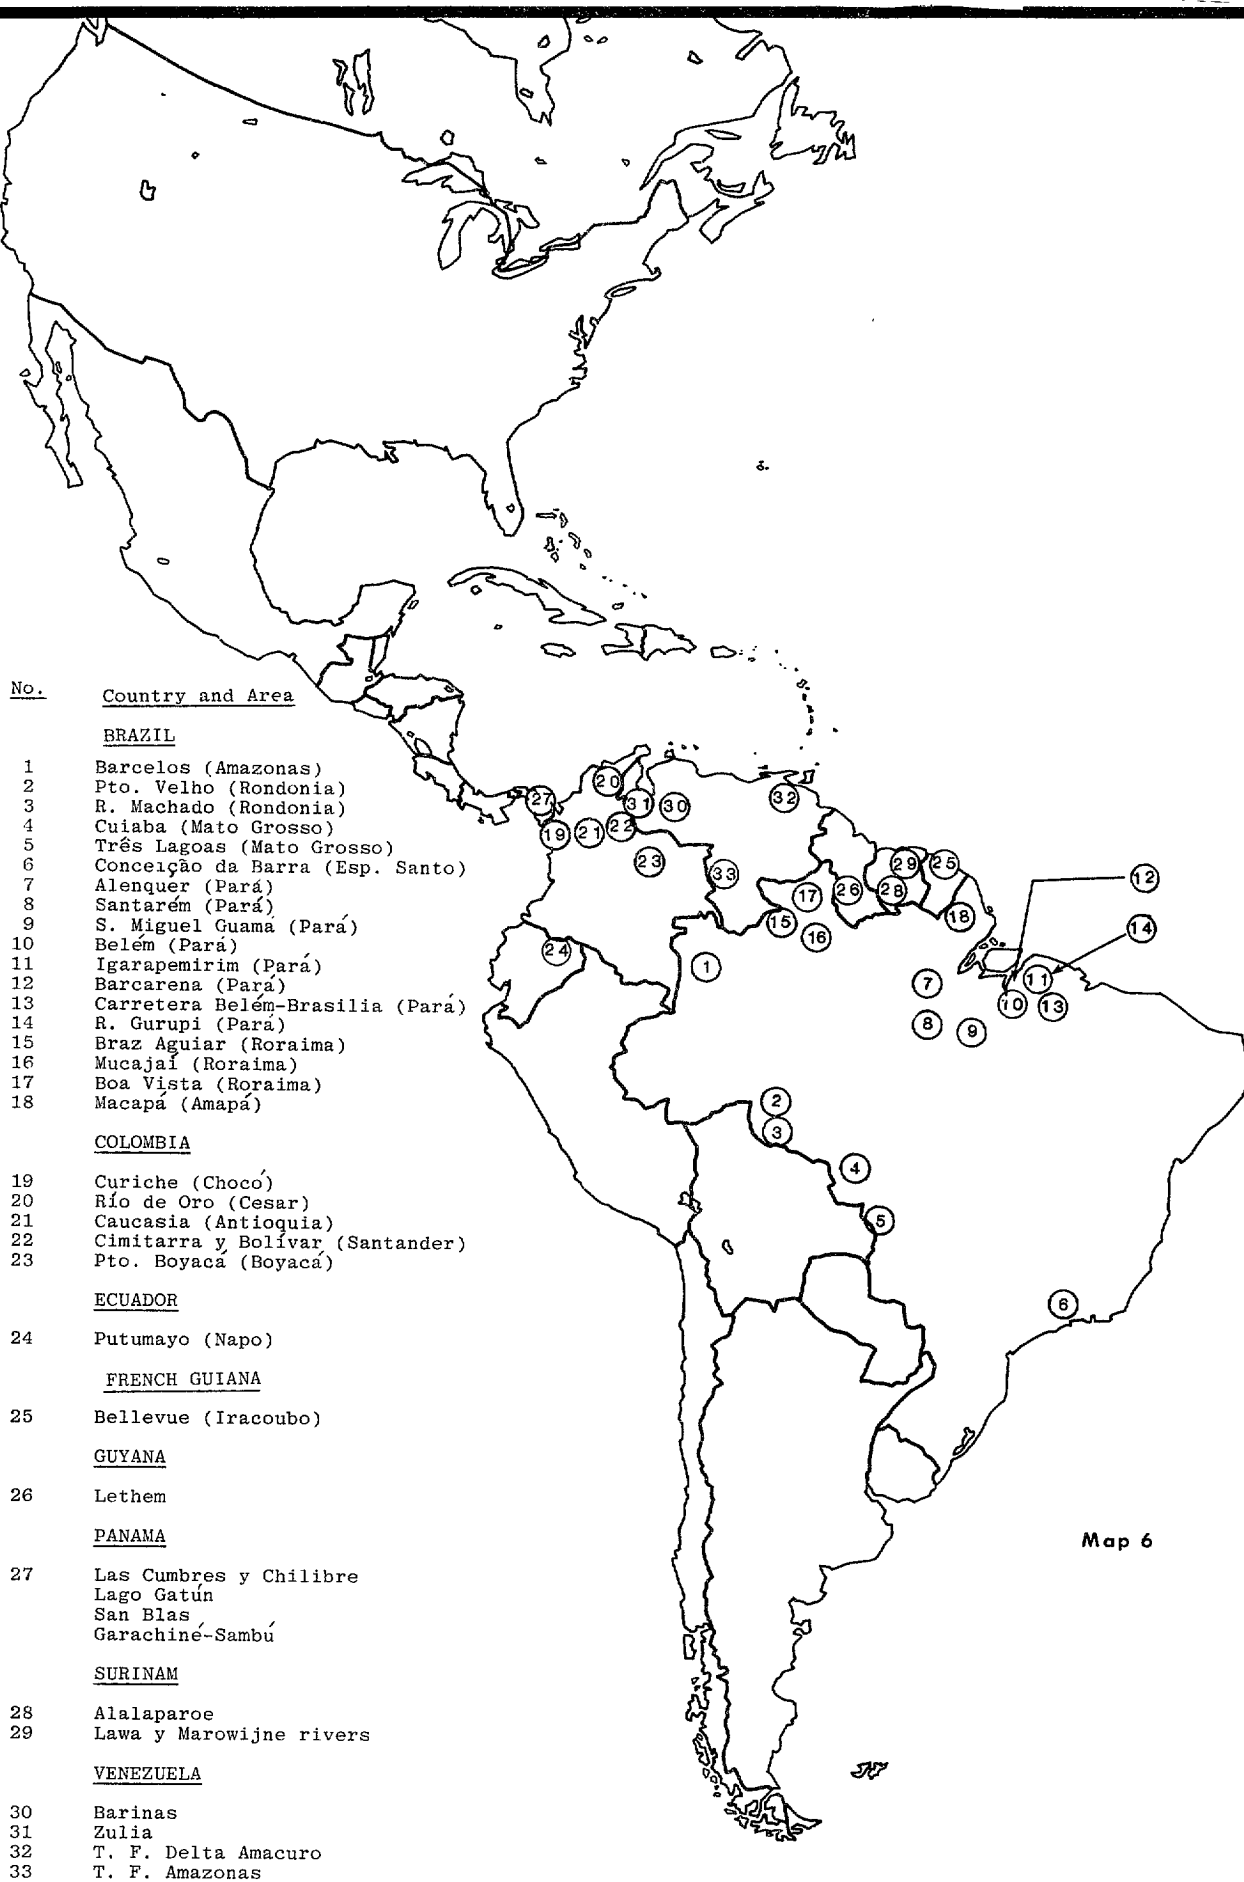 No. Country and Area
BRAZIL
1 Barcelos (Amazonas)
2 Pto. Velho (Rondonia)
3 R. Machado (Rondonia)
4 Cuiaba (Mato Grosso)
5 Três Lagoas (Mato Grosso)
6 Conceição da Barra (Esp. Santo)
7 Alenquer (Pará)
8 Santarém (Pará)
9 S. Miguel Guamá (Pará)
10 Belém (Pará)
11 Igarapemirim (Pará)
12 Barcarena (Pará)
13 Carretera Belém-Brasilia (Pará)
14 R. Gurupi (Pará)
15 Braz Aguiar (Roraima)
16 Mucajaí (Roraima)
17 Boa Vista (Roraima)
18 Macapá (Amapá)
COLOMBIA
19 Curiche (Chocó)
20 Río de Oro (Cesar)
21 Caucasia (Antioquia)
22 Cimitarra y Bolívar (Santander)
23 Pto. Boyacá (Boyacá)
ECUADOR
24 Putumayo (Napo)
FRENCH GUIANA
25 Bellevue (Iracoubo)
GUYANA
26 Lethem
PANAMA
27 Las Cumbres y Chilibre
Lago Gatún
San Blas
Garachiné-Sambú
SURINAM
28 Alalaparoe
29 Lawa y Marowijne rivers
VENEZUELA
30 Barinas
31 Zulia
32 T. F. Delta Amacuro
33 T. F. Amazonas
20
27
31
30
32
19
21
22
23
33
29
25
12
17
26
28
18
15
16
14
24
1
7
11
10
13
8
9
2
3
4
5
6
Map 6